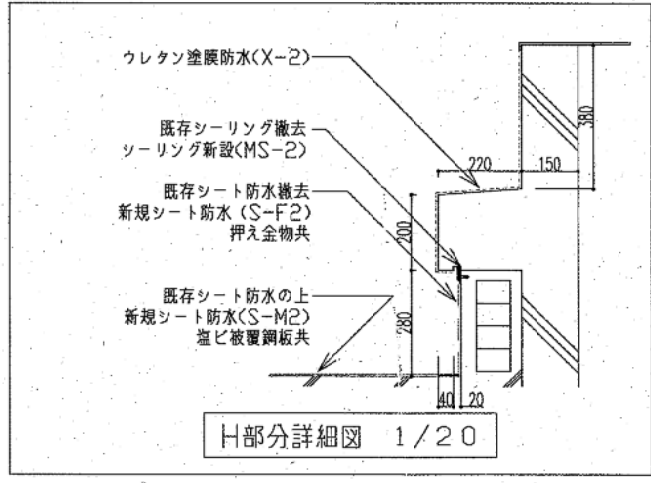 ウレタン塗膜防水(X-2)
既存シーリング撤去
シーリング新設(MS-2)
既存シート防水撤去
新規シート防水 (S-F2)
押え金物共
既存シート防水の上
新規シート防水(S-M2)
塩ビ被覆鋼板共
220
150
380
200
280
40
20
H部分詳細図 1/20